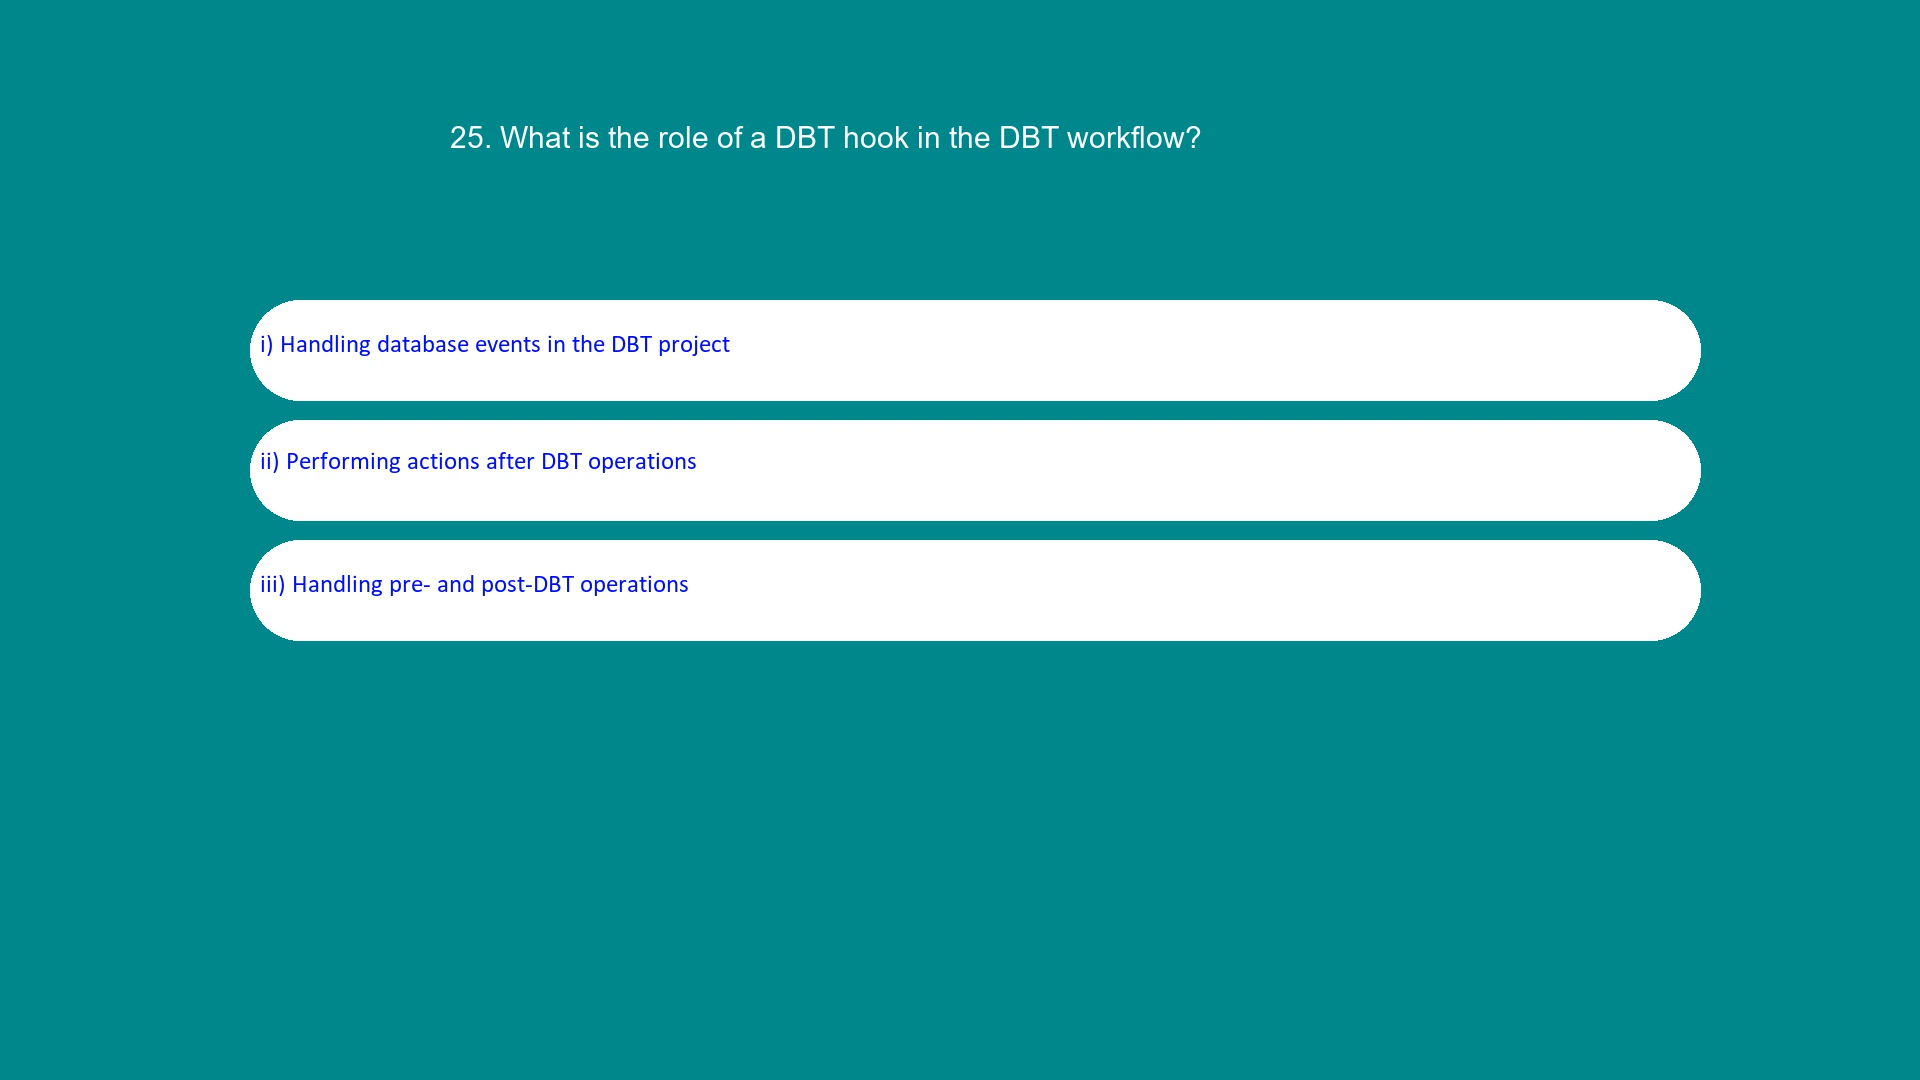 25. What is the role of a DBT hook in the DBT workflow?
i) Handling database events in the DBT project
ii) Performing actions after DBT operations
iii) Handling pre- and post-DBT operations